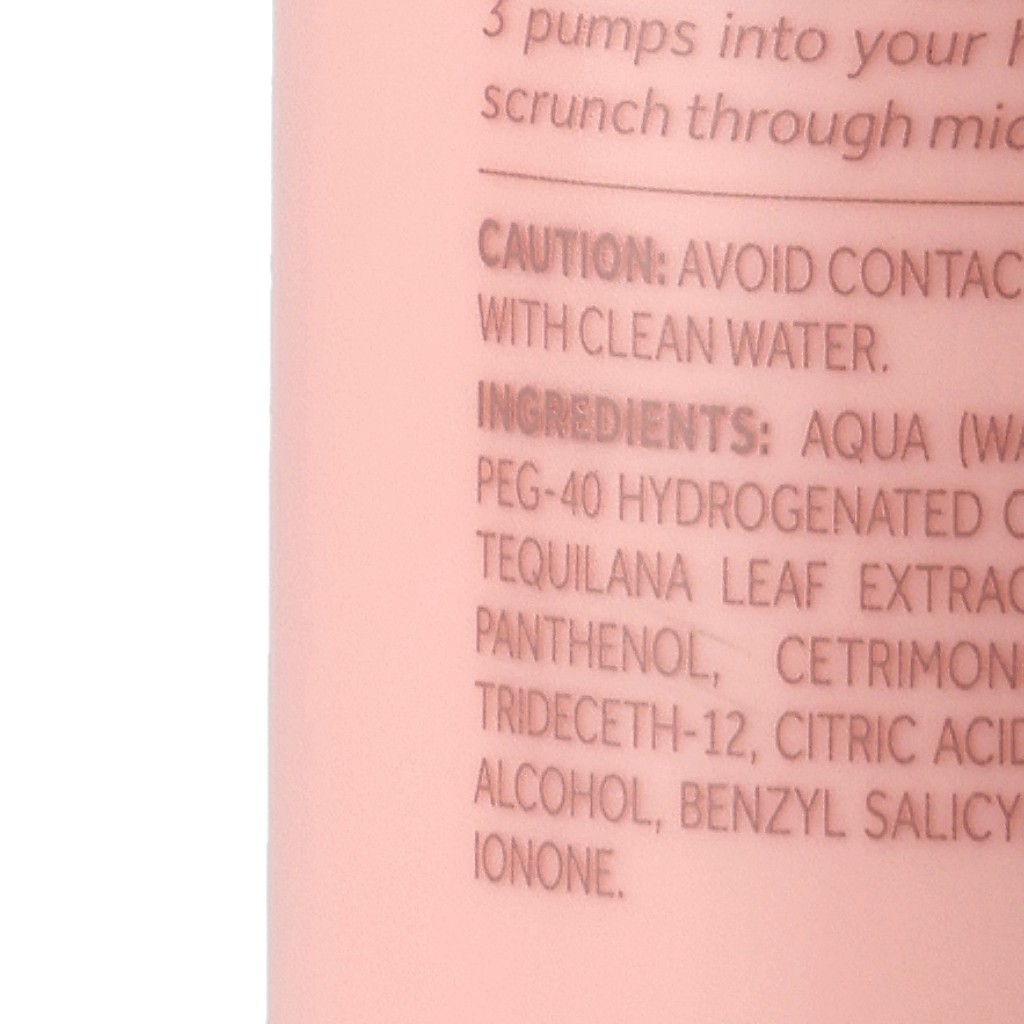 3 pumps into your h
scrunch through mic
CAUTION: AVOID CONTAC
WITH CLEAN WATER.
INGREDIENTS: AQUA (WA
PEG-40 HYDROGENATED C
TEQUILANA LEAF EXTRAC
PANTHENOL, CETRIMON
TRIDECETH-12, CITRIC ACID
ALCOHOL, BENZYL SALICY
IONONE.